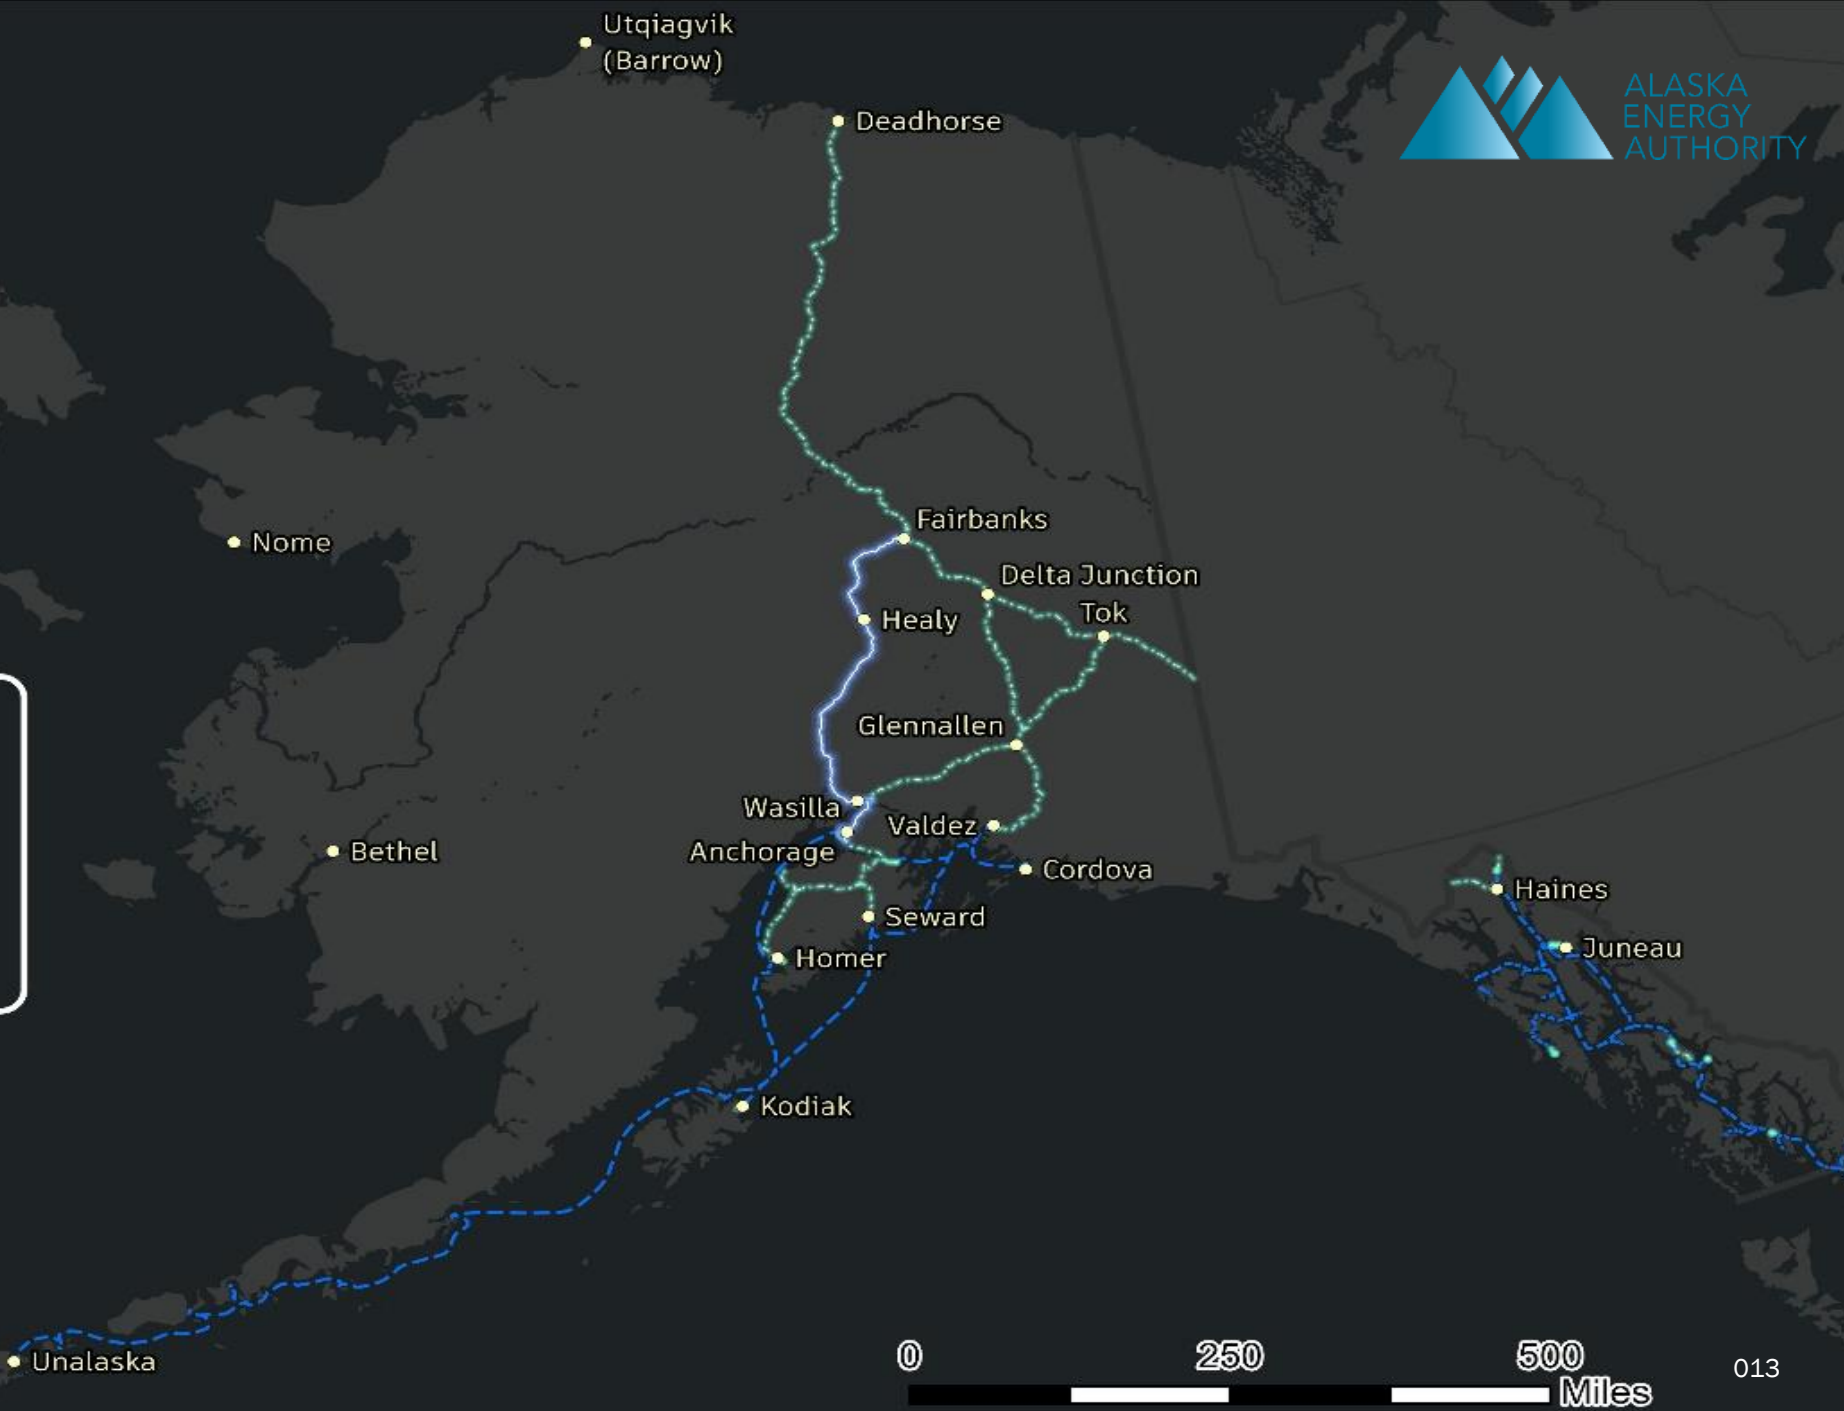 Utqiagvik
(Barrow)
ALASKA
ENERGY
AUTHORITY
Deadhorse
Fairbanks
Nome
Delta Junction
Tok
Healy
Glennallen
Wasilla
Valdez
Anchorage
Bethel
Cordova
Haines
Seward
Juneau
Homer
Kodiak
Unalaska
0 250 500
Miles
013